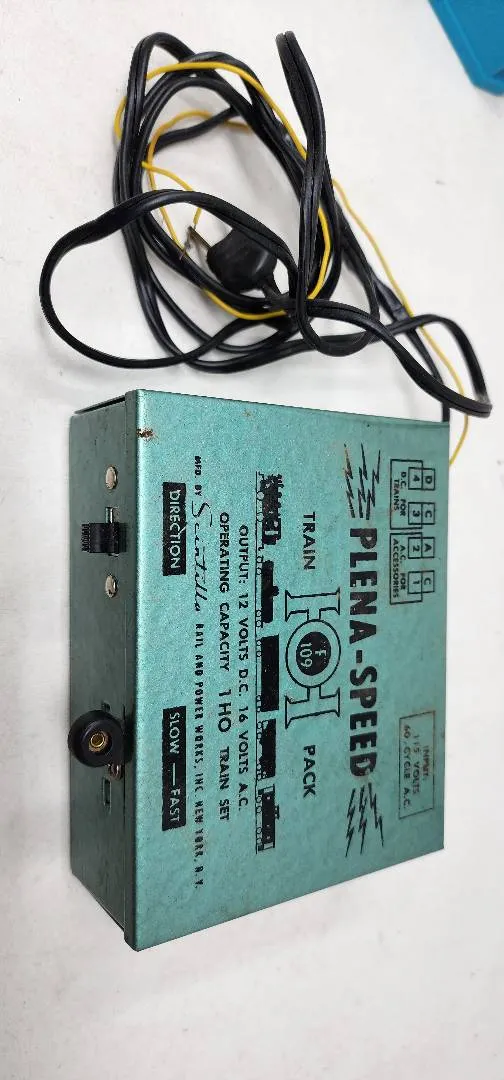 D C A C
4 3 2 1
D.C. FOR TRAINS
A.C. FOR ACCESSORIES
INPUT:
115 VOLTS
60 CYCLE A.C.
PLENA-SPEED
TRAIN HO PACK
F
109
OUTPUT: 12 VOLTS D.C. 16 VOLTS A.C.
OPERATING CAPACITY 1 HO TRAIN SET
MFD. BY Scintilla RAIL AND POWER WORKS, INC. NEW YORK, N.Y.
DIRECTION
SLOW — FAST